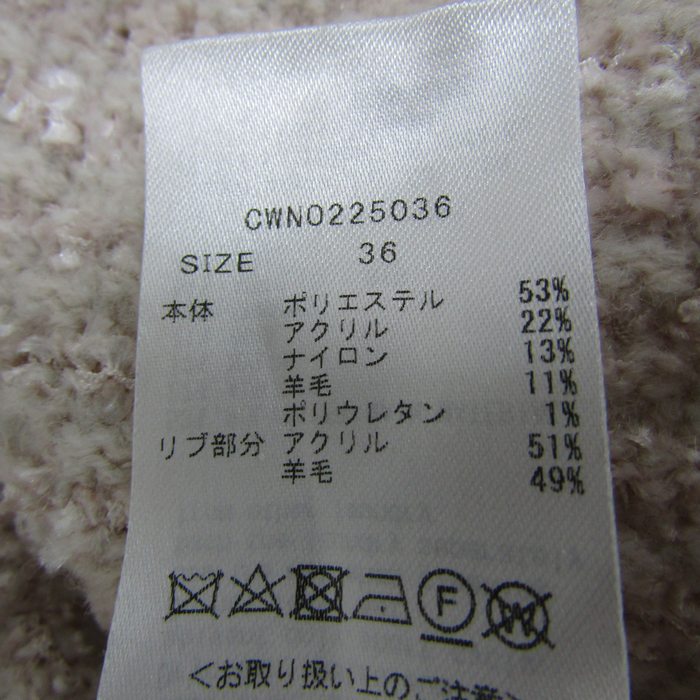 CWN0225036
SIZE 36
本体 ポリエステル 53%
アクリル 22%
ナイロン 13%
羊毛 11%
ポリウレタン 1%
リブ部分 アクリル 51%
羊毛 49%
F W
<お取り扱い上のご注意